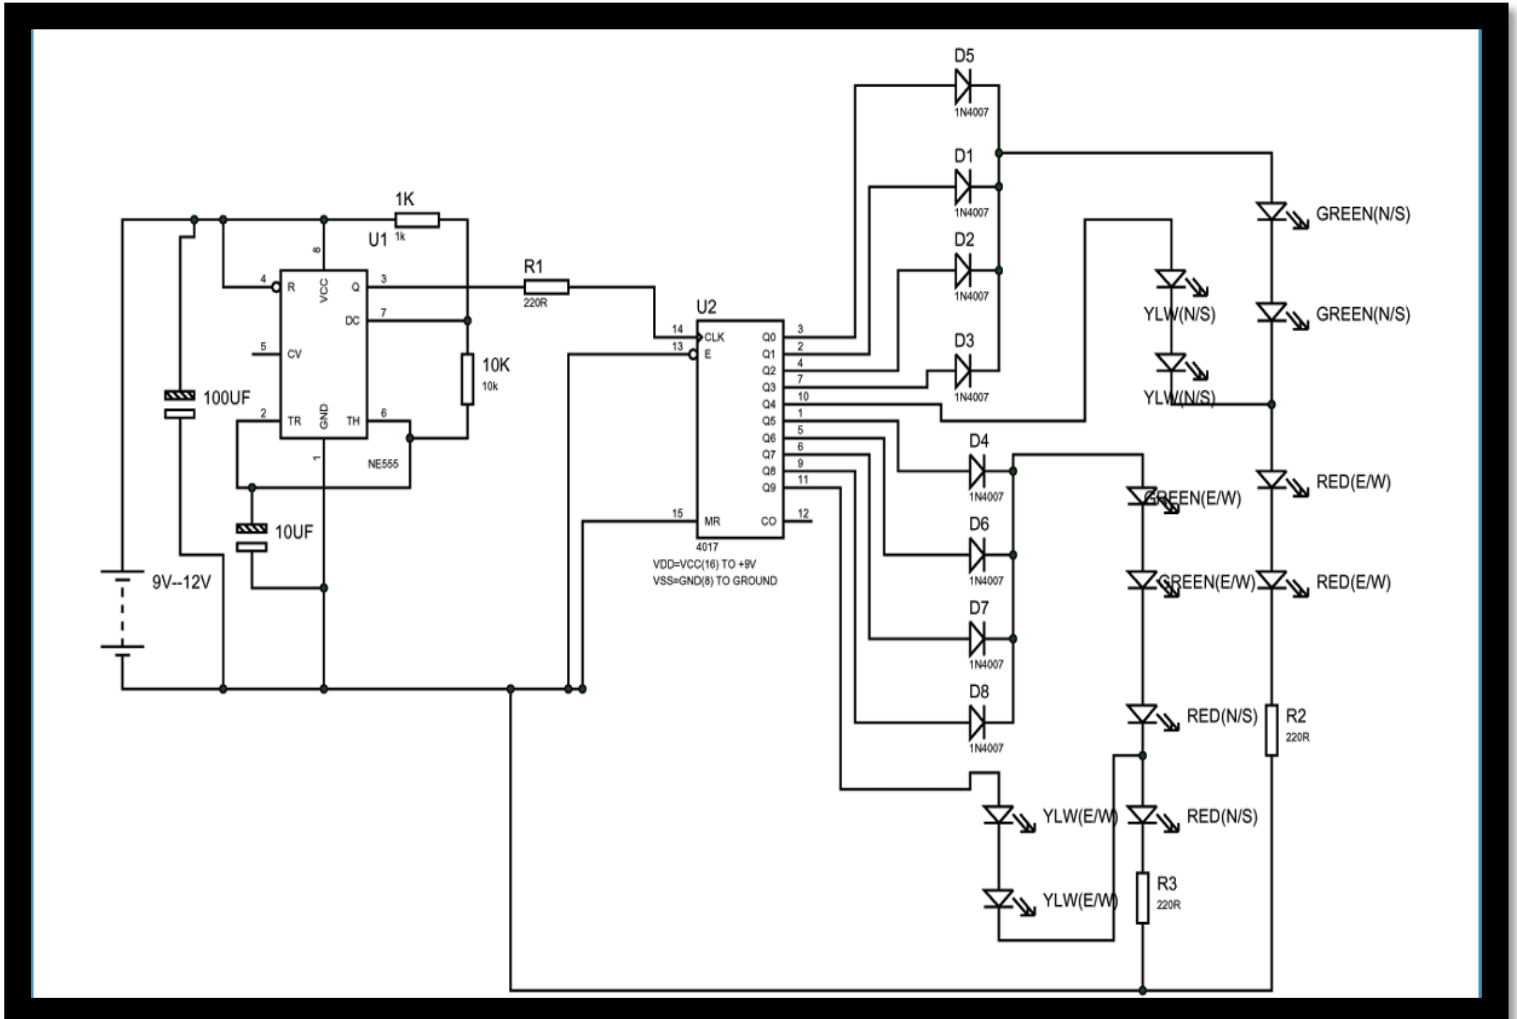 D5
1N4007
D1
1N4007
D2
1N4007
D3
1N4007
GREEN(N/S)
GREEN(N/S)
YLW(N/S)
YLW(N/S)
1K
1k
U1
8
4
R
VCC
Q
3
DC
7
5
CV
2
TR
GND
TH
6
1
NE555
10K
10k
100UF
10UF
9V--12V
R1
220R
U2
14
CLK
13
E
15
MR
Q0
3
Q1
2
Q2
4
Q3
7
Q4
10
Q5
1
Q6
5
Q7
6
Q8
9
Q9
11
CO
12
4017
VDD=VCC(16) TO +9V
VSS=GND(8) TO GROUND
D4
1N4007
D6
1N4007
D7
1N4007
D8
1N4007
GREEN(E/W)
GREEN(E/W)
RED(E/W)
RED(E/W)
RED(N/S)
RED(N/S)
R2
220R
YLW(E/W)
YLW(E/W)
R3
220R